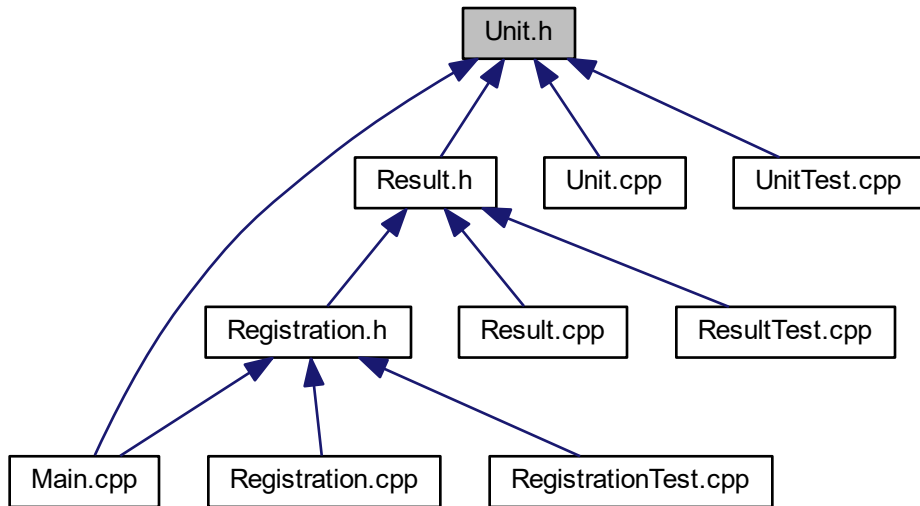 Unit.h
Result.h
Unit.cpp
UnitTest.cpp
Registration.h
Result.cpp
ResultTest.cpp
Main.cpp
Registration.cpp
RegistrationTest.cpp